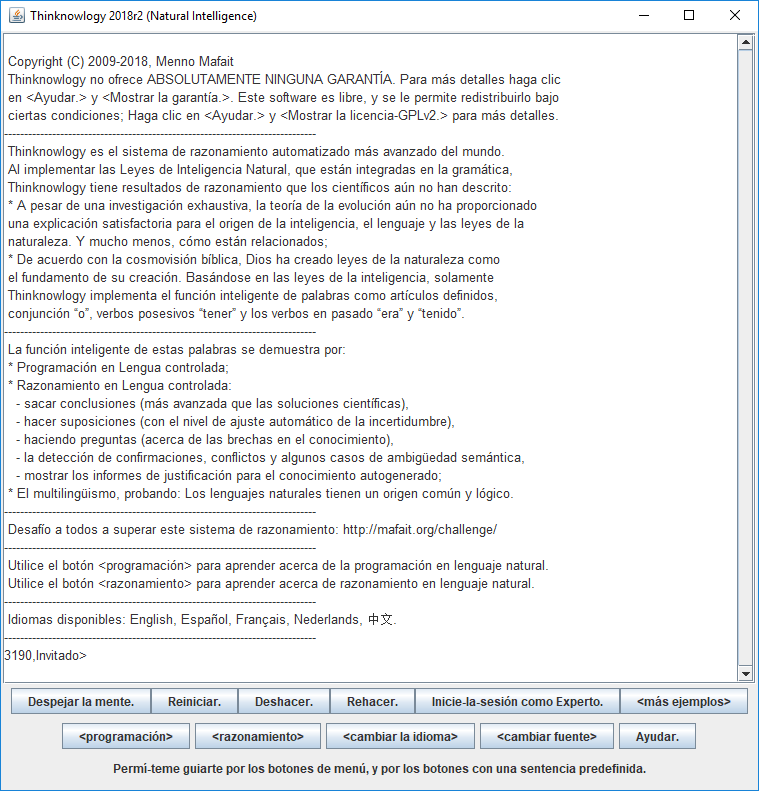 Thinknowlogy 2018r2 (Natural Intelligence)
Copyright (C) 2009-2018, Menno Mafait
Thinknowlogy no ofrece ABSOLUTAMENTE NINGUNA GARANTÍA. Para más detalles haga clic
en <Ayudar.> y <Mostrar la garantía.>. Este software es libre, y se le permite redistribuirlo bajo
ciertas condiciones; Haga clic en <Ayudar.> y <Mostrar la licencia-GPLv2.> para más detalles.
--------------------------------------------------------------------------------
Thinknowlogy es el sistema de razonamiento automatizado más avanzado del mundo.
Al implementar las Leyes de Inteligencia Natural, que están integradas en la gramática,
Thinknowlogy tiene resultados de razonamiento que los científicos aún no han descrito:
* A pesar de una investigación exhaustiva, la teoría de la evolución aún no ha proporcionado
una explicación satisfactoria para el origen de la inteligencia, el lenguaje y las leyes de la
naturaleza. Y mucho menos, cómo están relacionados;
* De acuerdo con la cosmovisión bíblica, Dios ha creado leyes de la naturaleza como
el fundamento de su creación. Basándose en las leyes de la inteligencia, solamente
Thinknowlogy implementa el función inteligente de palabras como artículos definidos,
conjunción “o”, verbos posesivos “tener” y los verbos en pasado “era” y “tenido”.
--------------------------------------------------------------------------------
La función inteligente de estas palabras se demuestra por:
* Programación en Lengua controlada;
* Razonamiento en Lengua controlada:
- sacar conclusiones (más avanzada que las soluciones científicas),
- hacer suposiciones (con el nivel de ajuste automático de la incertidumbre),
- haciendo preguntas (acerca de las brechas en el conocimiento),
- la detección de confirmaciones, conflictos y algunos casos de ambigüedad semántica,
- mostrar los informes de justificación para el conocimiento autogenerado;
* El multilingüismo, probando: Los lenguajes naturales tienen un origen común y lógico.
--------------------------------------------------------------------------------
Desafío a todos a superar este sistema de razonamiento: http://mafait.org/challenge/
--------------------------------------------------------------------------------
Utilice el botón <programación> para aprender acerca de la programación en lenguaje natural.
Utilice el botón <razonamiento> para aprender acerca de razonamiento en lenguaje natural.
--------------------------------------------------------------------------------
Idiomas disponibles: English, Español, Français, Nederlands, 中文.
--------------------------------------------------------------------------------
3190,Invitado>
Despejar la mente. Reiniciar. Deshacer. Rehacer. Inicie-la-sesión como Experto. <más ejemplos>
<programación> <razonamiento> <cambiar la idioma> <cambiar fuente> Ayudar.
Permí-teme guiarte por los botones de menú, y por los botones con una sentencia predefinida.